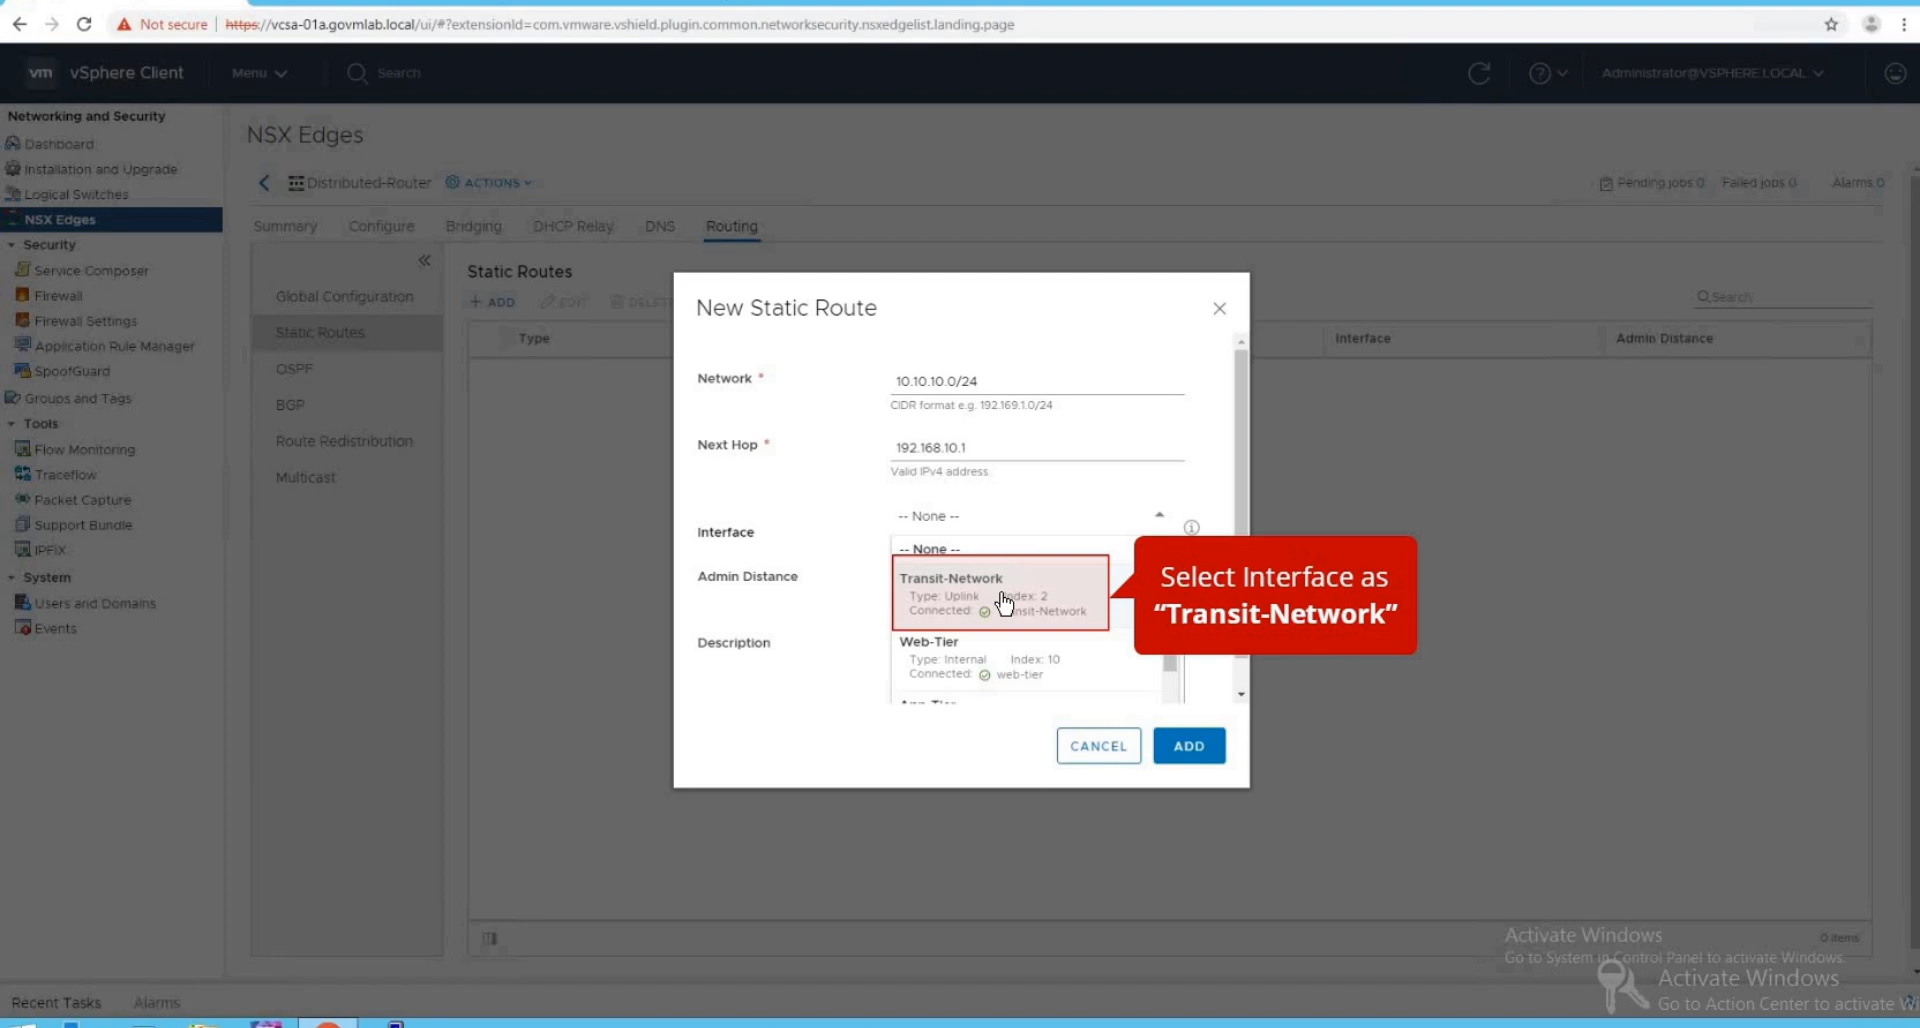 Not secure | https://vcsa-01a.govmlab.local/ui/#?extensionId=com.vmware.vshield.plugin.common.networksecurity.nsxedgelist.landing.page
vm vSphere Client Menu Search Administrator@VSPHERE.LOCAL
Networking and Security
Dashboard
Installation and Upgrade
Logical Switches
NSX Edges
Security
Service Composer
Firewall
Firewall Settings
Application Rule Manager
SpoofGuard
Groups and Tags
Tools
Flow Monitoring
Traceflow
Packet Capture
Support Bundle
IPFIX
System
Users and Domains
Events
NSX Edges
Distributed-Router ACTIONS Pending jobs 0 Failed jobs 0 Alarms 0
Summary Configure Bridging DHCP Relay DNS Routing
Global Configuration
Static Routes
OSPF
BGP
Route Redistribution
Multicast
Static Routes
+ ADD EDIT DELETE Search
Type Interface Admin Distance
New Static Route
Network *
10.10.10.0/24
CIDR format e.g. 192.169.1.0/24
Next Hop *
192.168.10.1
Valid IPv4 address
Interface
-- None --
-- None --
Transit-Network
Type: Uplink Index: 2
Connected:
Web-Tier
Type: Internal Index: 10
Connected: web-tier
App-Tier
Admin Distance
Description
Select Interface as
“Transit-Network”
CANCEL ADD
0 items
Activate Windows
Go to System in Control Panel to activate Windows.
Activate Windows
Go to Action Center to activate
Recent Tasks Alarms